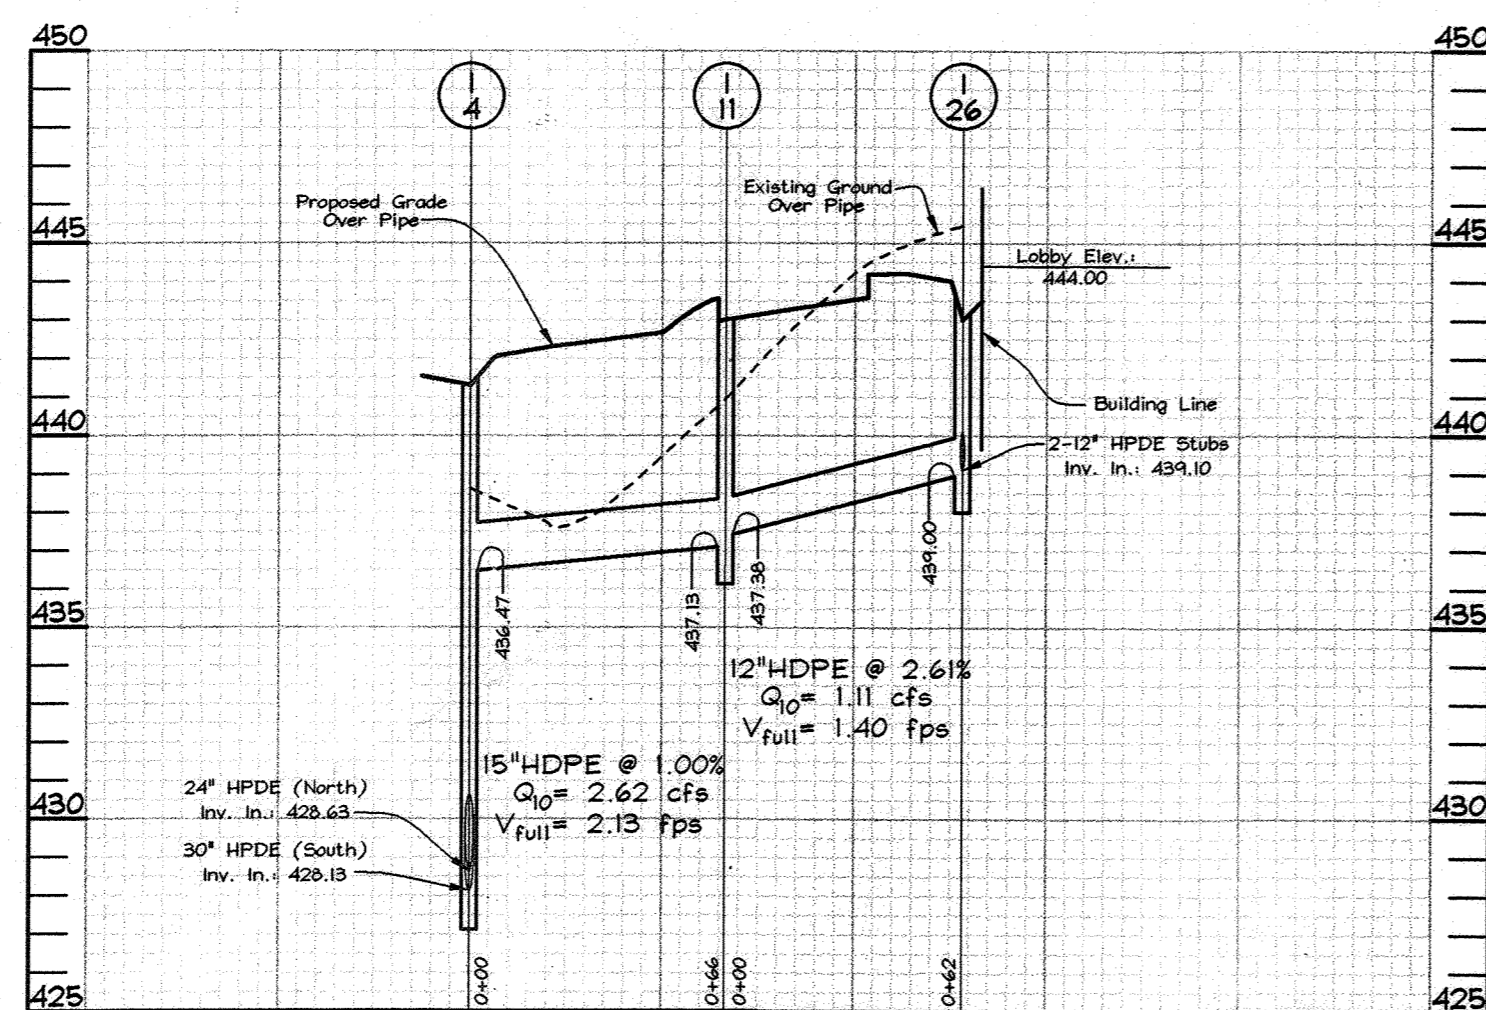 450
450
1
4
1
11
1
26
Proposed Grade
Over Pipe
Existing Ground
Over Pipe
445
445
Lobby Elev.:
444.00
Building Line
440
440
2-12" HPDE Stubs
Inv. In.: 439.10
436.47
437.13
437.38
439.00
435
435
12"HDPE @ 2.61%
Q10= 1.11 cfs
Vfull= 1.40 fps
15"HDPE @ 1.00%
Q10= 2.62 cfs
Vfull= 2.13 fps
24" HPDE (North)
Inv. In.: 428.63
430
430
30" HPDE (South)
Inv. In.: 428.13
0+00
0+66
0+00
0+62
425
425